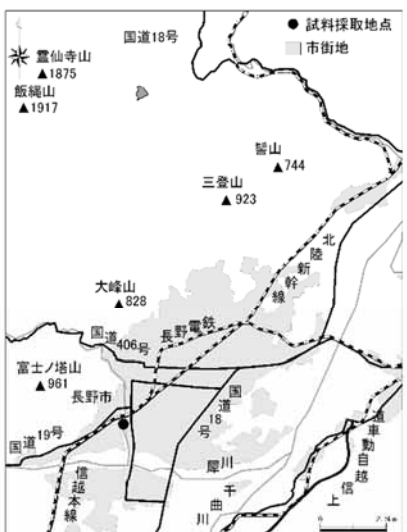 国道18号
● 試料採取地点
市街地
霊仙寺山
▲1875
飯縄山
▲1917
髻山
▲744
三登山
▲923
北陸新幹線
大峰山
▲828
長野電鉄
国道406号
富士ノ塔山
▲961
長野市
国道18号
国道19号
犀川
千曲川
信越本線
上信越自動車道
0